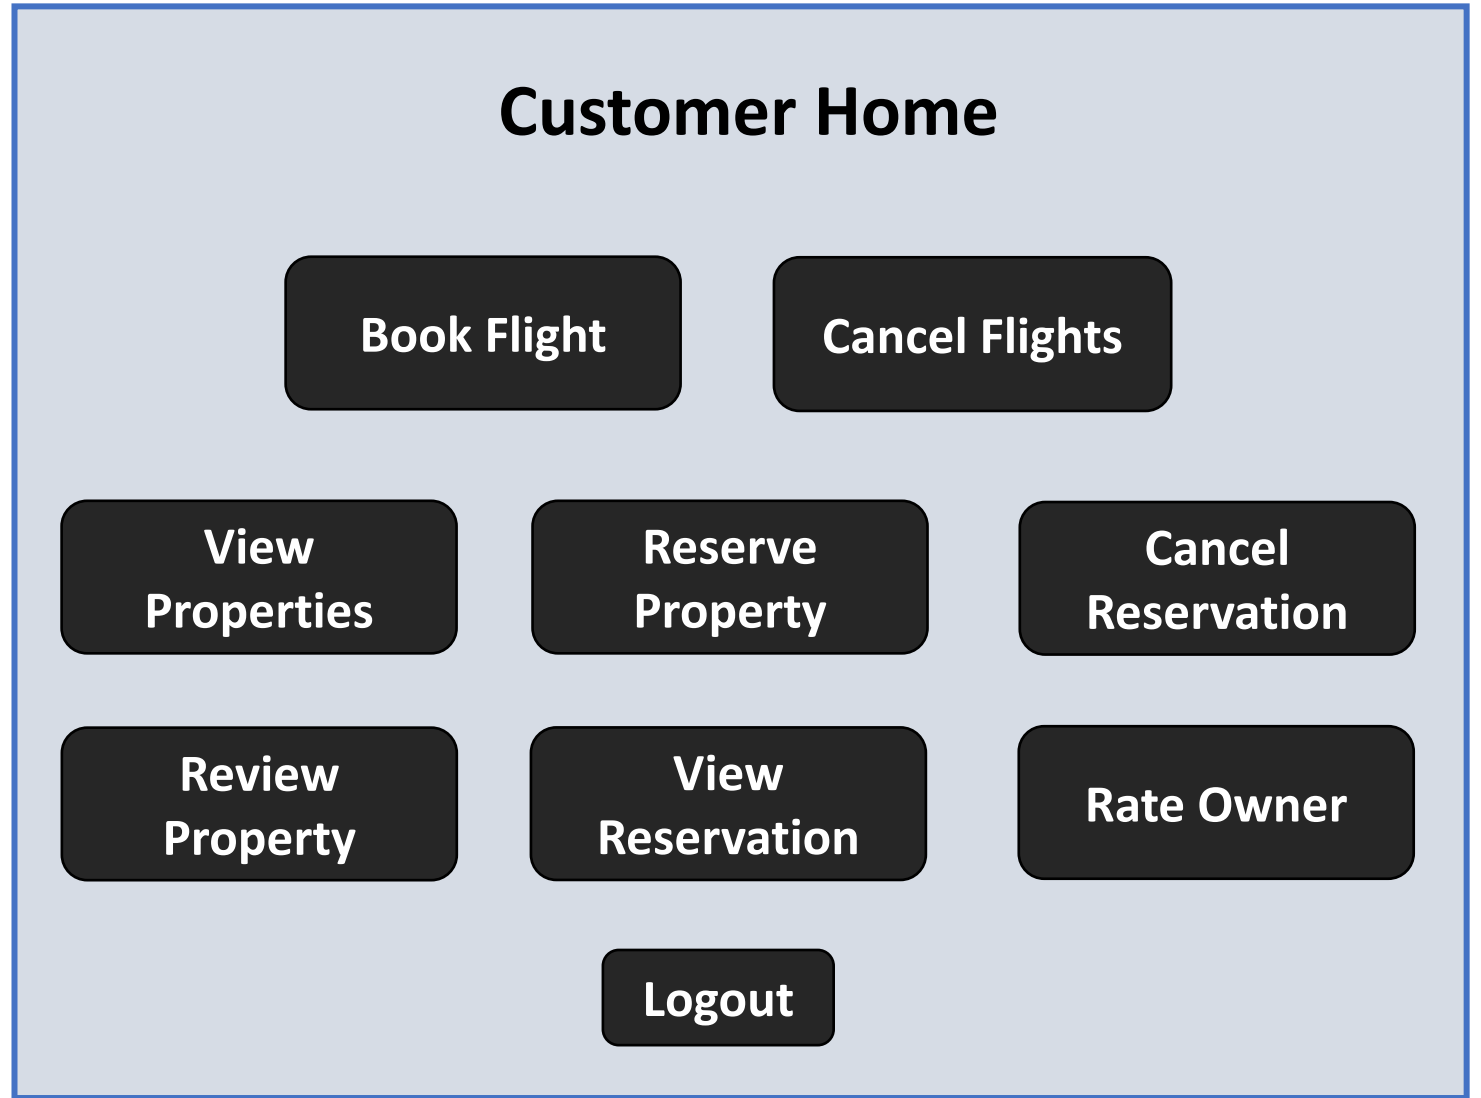 Customer Home
Book Flight
Cancel Flights
View
Properties
Reserve
Property
Cancel
Reservation
Review
Property
View
Reservation
Rate Owner
Logout